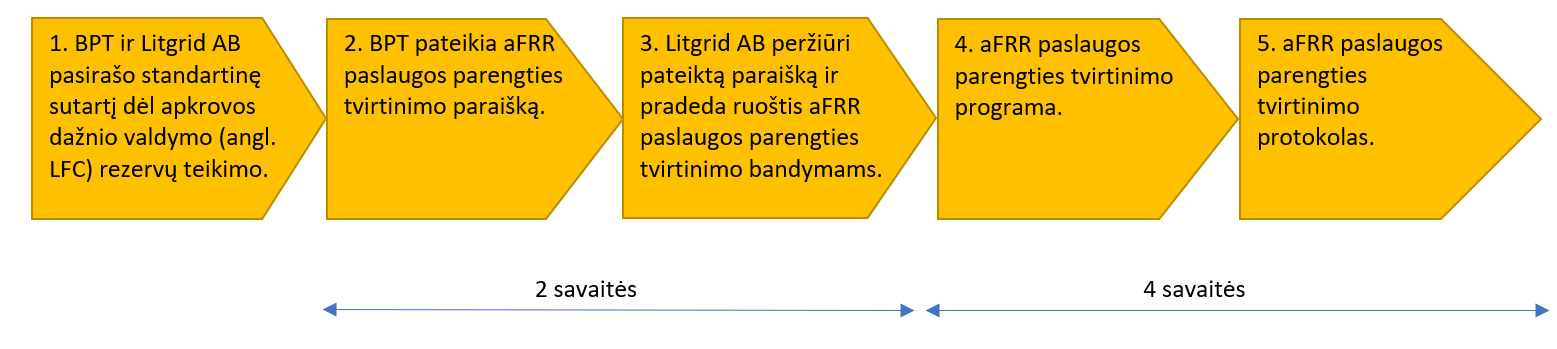 1. BPT ir Litgrid AB
pasirašo standartinę
sutartį dėl apkrovos
dažnio valdymo (angl.
LFC) rezervų teikimo.
2. BPT pateikia aFRR
paslaugos parengties
tvirtinimo paraišką.
3. Litgrid AB peržiūri
pateiktą paraišką ir
pradeda ruoštis aFRR
paslaugos parengties
tvirtinimo bandymams.
4. aFRR paslaugos
parengties tvirtinimo
programa.
5. aFRR paslaugos
parengties
tvirtinimo
protokolas.
2 savaitės
4 savaitės